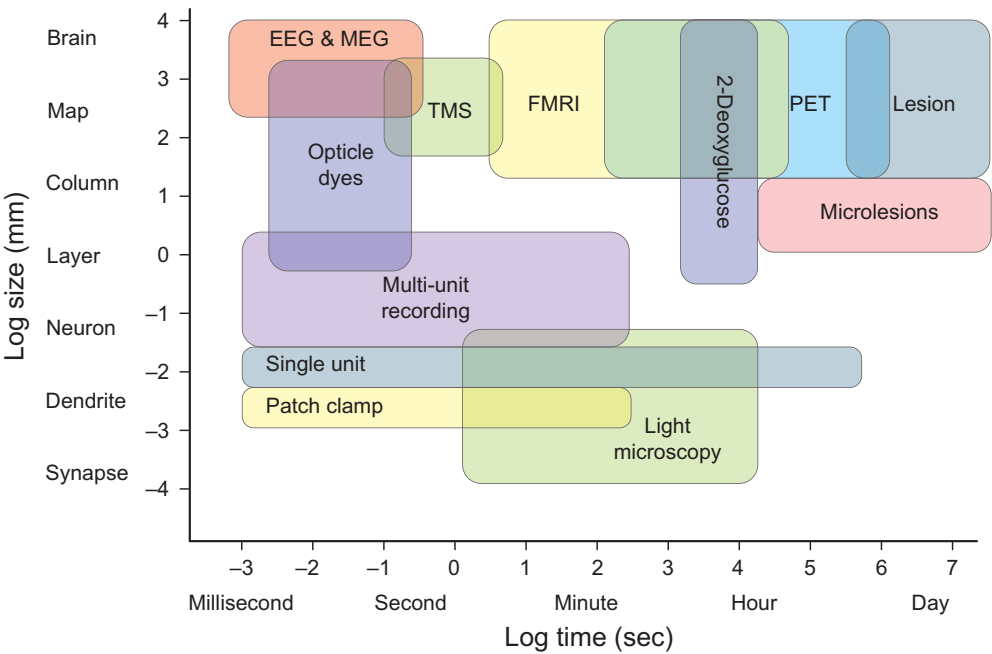 4
Brain
EEG & MEG
3
Map
TMS
FMRI
2-Deoxyglucose
PET
Lesion
2
Opticle
dyes
Column
1
Microlesions
Layer
0
Multi-unit
recording
–1
Neuron
Single unit
–2
Dendrite
Patch clamp
–3
Light
microscopy
Synapse
–4
Log size (mm)
–3 –2 –1 0 1 2 3 4 5 6 7
Millisecond Second Minute Hour Day
Log time (sec)